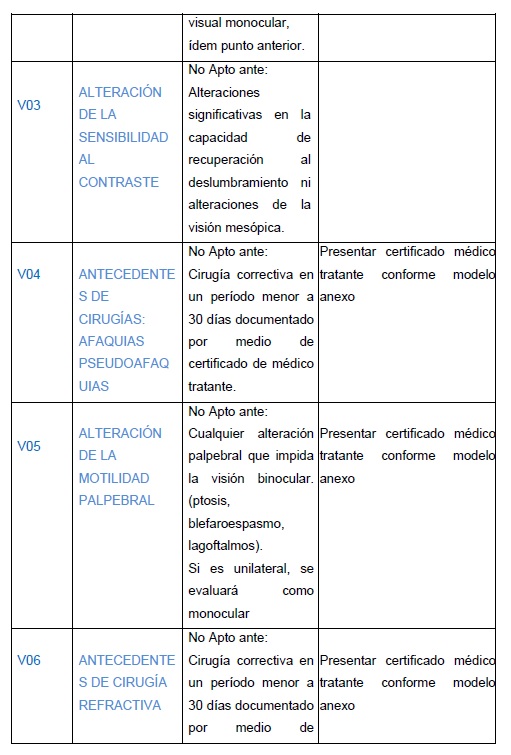 visual monocular,
ídem punto anterior.
V03
ALTERACIÓN
DE LA
SENSIBILIDAD
AL
CONTRASTE
No Apto ante:
Alteraciones
significativas en la
capacidad de
recuperación al
deslumbramiento ni
alteraciones de la
visión mesópica.
V04
ANTECEDENTE
S DE
CIRUGÍAS:
AFAQUIAS
PSEUDOAFAQ
UIAS
No Apto ante:
Cirugía correctiva en
un período menor a
30 días documentado
por medio de
certificado de médico
tratante.
Presentar certificado médico
tratante conforme modelo
anexo
V05
ALTERACIÓN
DE LA
MOTILIDAD
PALPEBRAL
No Apto ante:
Cualquier alteración
palpebral que impida
la visión binocular.
(ptosis,
blefaroespasmo,
lagoftalmos).
Si es unilateral, se
evaluará como
monocular
Presentar certificado médico
tratante conforme modelo
anexo
V06
ANTECEDENTE
S DE CIRUGÍA
REFRACTIVA
No Apto ante:
Cirugía correctiva en
un período menor a
30 días documentado
por medio de
Presentar certificado médico
tratante conforme modelo
anexo